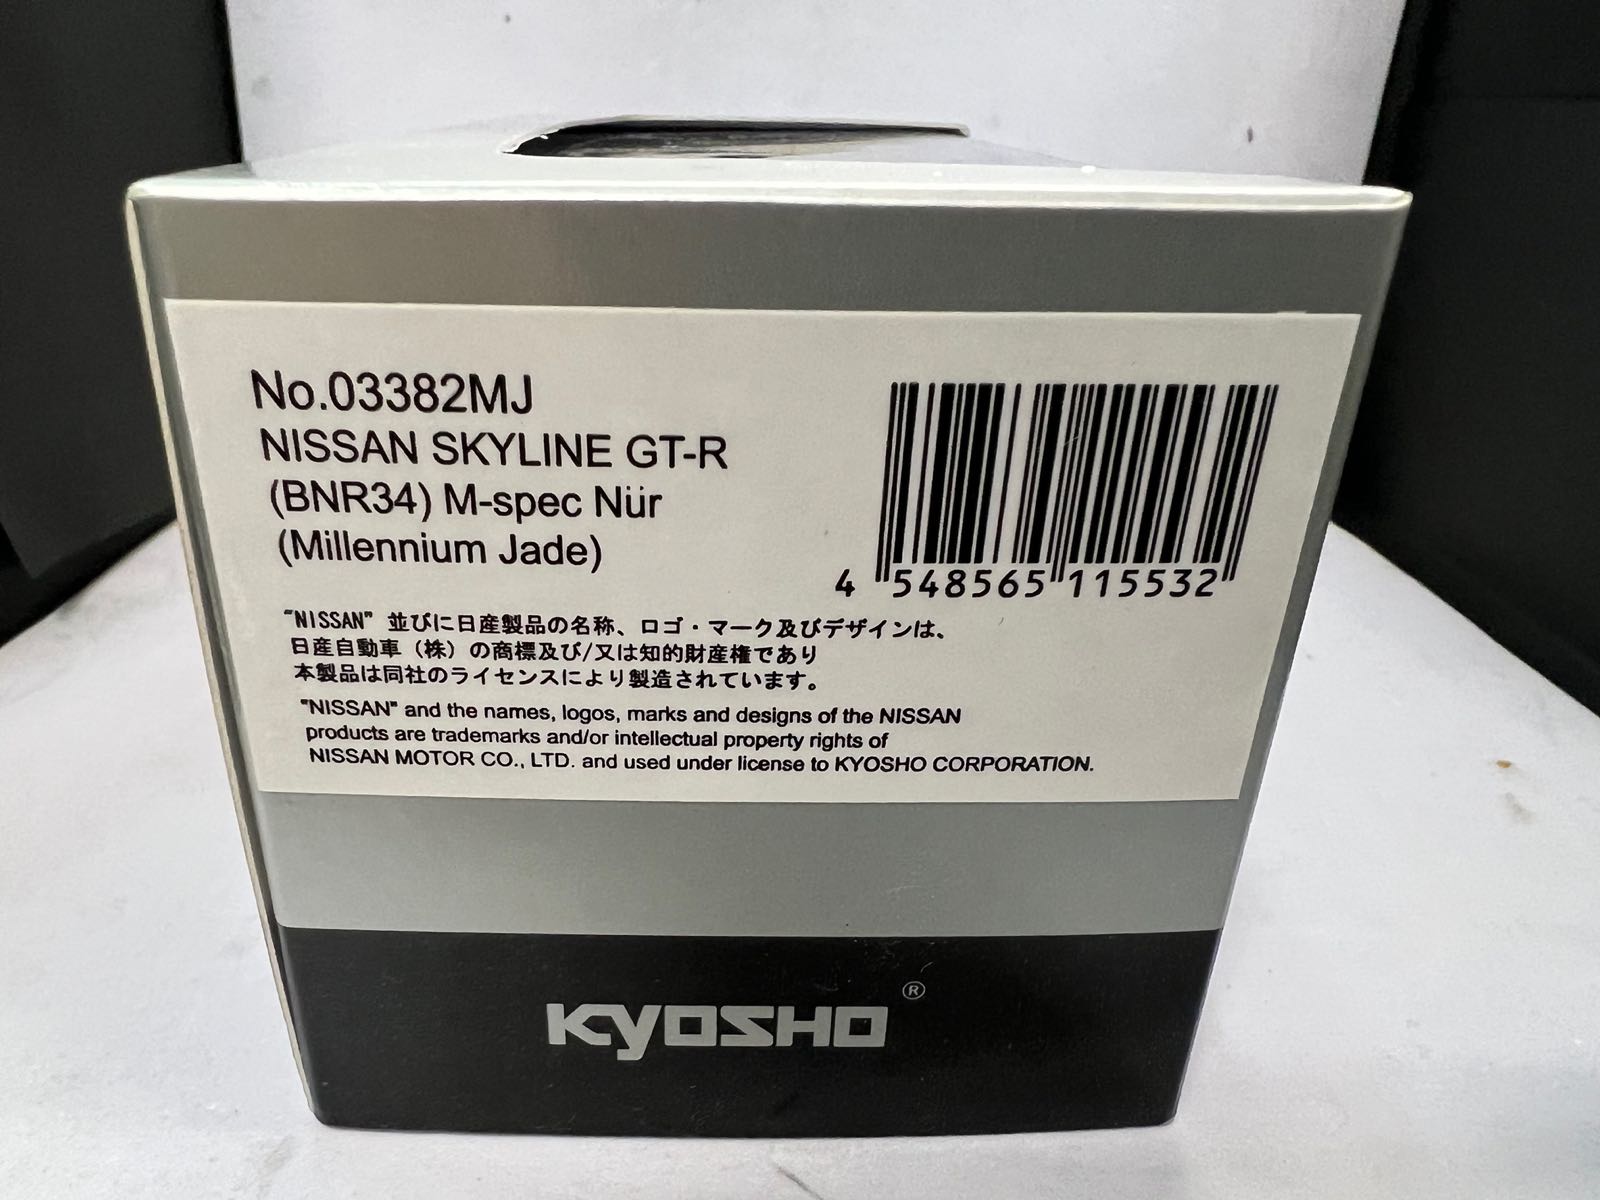 No.03382MJ
NISSAN SKYLINE GT-R
(BNR34) M-spec Nür
(Millennium Jade)
4 548565 115532
"NISSAN" 並びに日産製品の名称、ロゴ・マーク及びデザインは、
日産自動車（株）の商標及び/又は知的財産権であり
本製品は同社のライセンスにより製造されています。
"NISSAN" and the names, logos, marks and designs of the NISSAN
products are trademarks and/or intellectual property rights of
NISSAN MOTOR CO., LTD. and used under license to KYOSHO CORPORATION.
KYOSHO ®